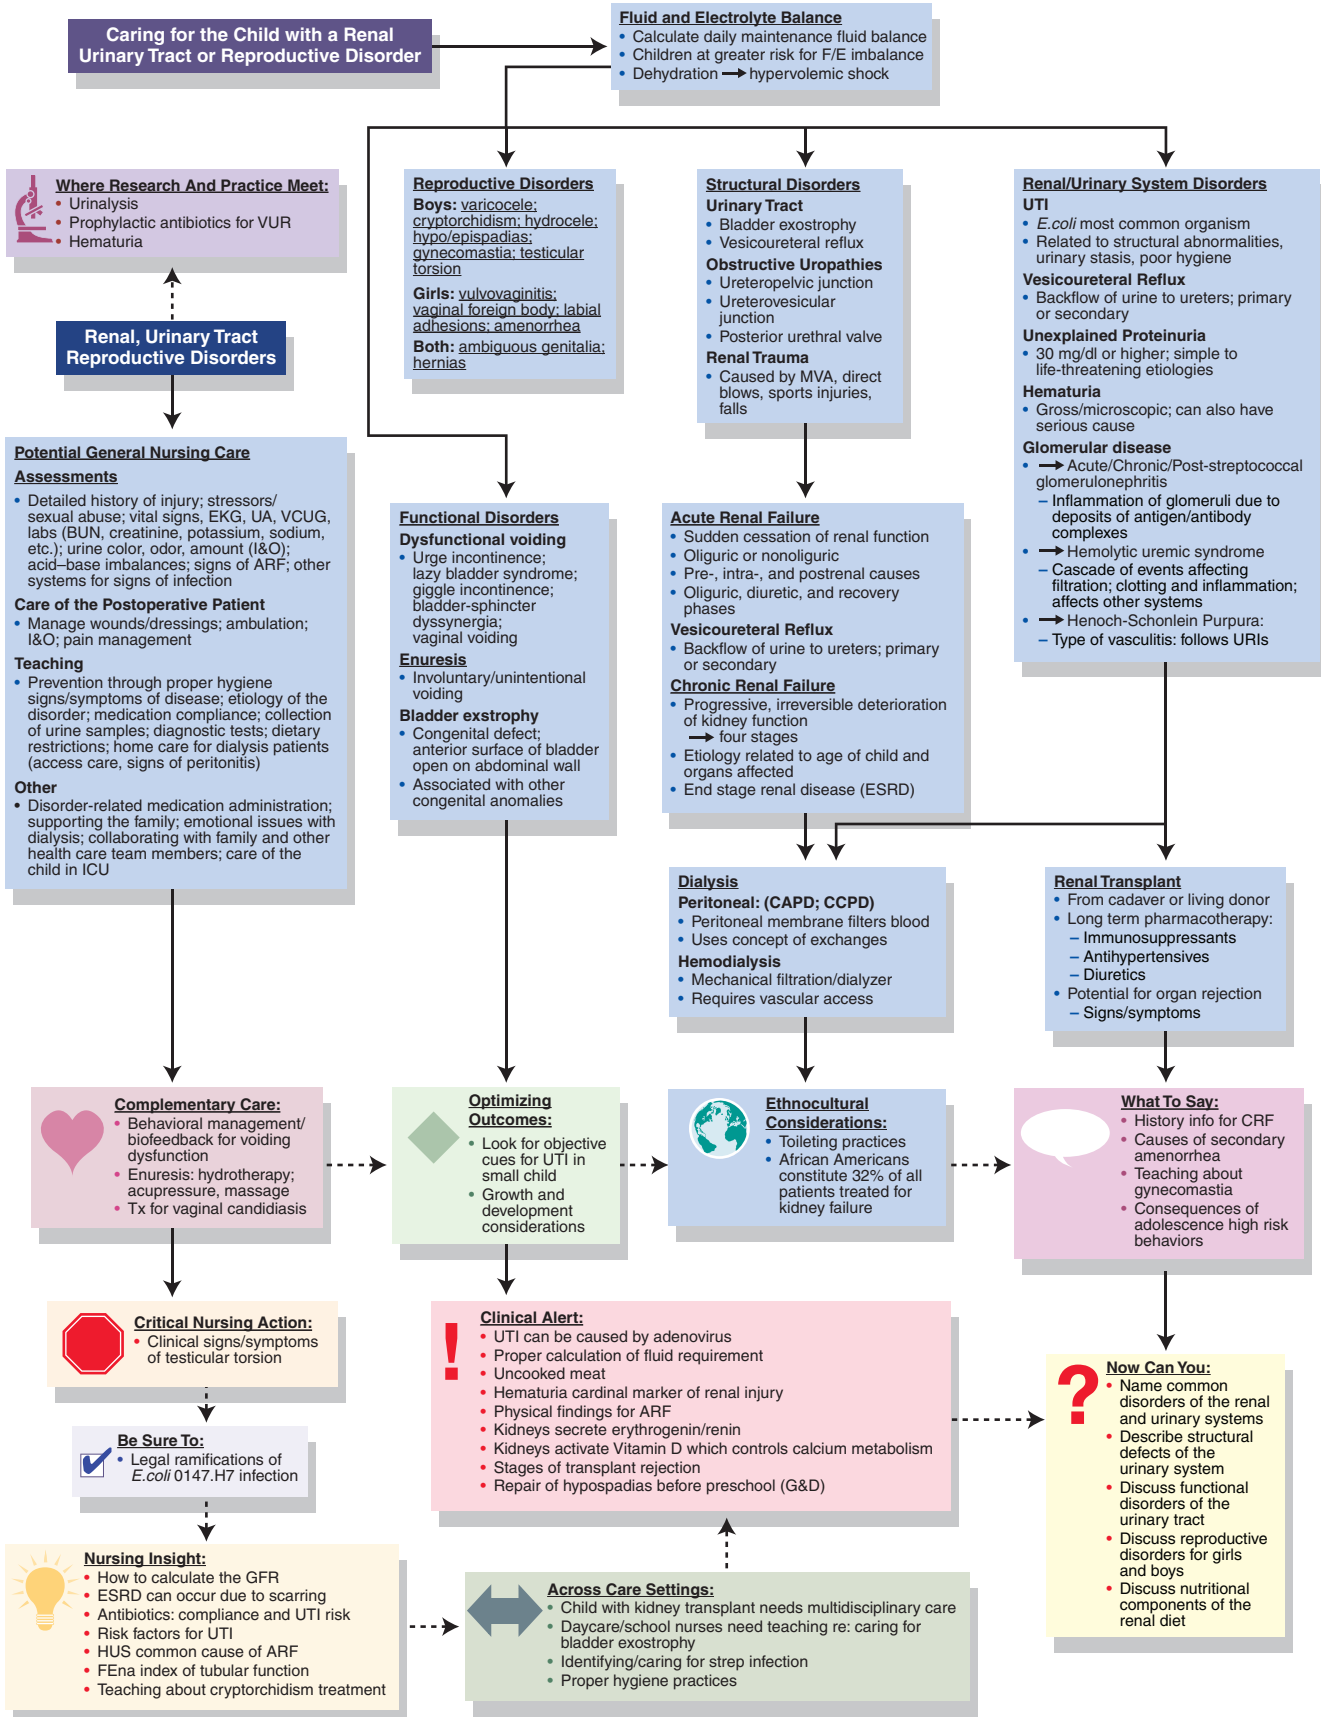 Caring for the Child with a Renal
Urinary Tract or Reproductive Disorder
Fluid and Electrolyte Balance
• Calculate daily maintenance fluid balance
• Children at greater risk for F/E imbalance
• Dehydration → hypervolemic shock
Where Research And Practice Meet:
• Urinalysis
• Prophylactic antibiotics for VUR
• Hematuria
Renal, Urinary Tract
Reproductive Disorders
Reproductive Disorders
Boys: varicocele;
cryptorchidism; hydrocele;
hypo/epispadias;
gynecomastia; testicular
torsion
Girls: vulvovaginitis;
vaginal foreign body; labial
adhesions; amenorrhea
Both: ambiguous genitalia;
hernias
Structural Disorders
Urinary Tract
• Bladder exostrophy
• Vesicoureteral reflux
Obstructive Uropathies
• Ureteropelvic junction
• Ureterovesicular
junction
• Posterior urethral valve
Renal Trauma
• Caused by MVA, direct
blows, sports injuries,
falls
Renal/Urinary System Disorders
UTI
• E.coli most common organism
• Related to structural abnormalities,
urinary stasis, poor hygiene
Vesicoureteral Reflux
• Backflow of urine to ureters; primary
or secondary
Unexplained Proteinuria
• 30 mg/dl or higher; simple to
life-threatening etiologies
Hematuria
• Gross/microscopic; can also have
serious cause
Glomerular disease
• → Acute/Chronic/Post-streptococcal
glomerulonephritis
– Inflammation of glomeruli due to
deposits of antigen/antibody
complexes
• → Hemolytic uremic syndrome
– Cascade of events affecting
filtration; clotting and inflammation;
affects other systems
• → Henoch-Schonlein Purpura:
– Type of vasculitis: follows URIs
Potential General Nursing Care
Assessments
• Detailed history of injury; stressors/
sexual abuse; vital signs, EKG, UA, VCUG,
labs (BUN, creatinine, potassium, sodium,
etc.); urine color, odor, amount (I&O);
acid–base imbalances; signs of ARF; other
systems for signs of infection
Care of the Postoperative Patient
• Manage wounds/dressings; ambulation;
I&O; pain management
Teaching
• Prevention through proper hygiene
signs/symptoms of disease; etiology of the
disorder; medication compliance; collection
of urine samples; diagnostic tests; dietary
restrictions; home care for dialysis patients
(access care, signs of peritonitis)
Other
• Disorder-related medication administration;
supporting the family; emotional issues with
dialysis; collaborating with family and other
health care team members; care of the
child in ICU
Functional Disorders
Dysfunctional voiding
• Urge incontinence;
lazy bladder syndrome;
giggle incontinence;
bladder-sphincter
dyssynergia;
vaginal voiding
Enuresis
• Involuntary/unintentional
voiding
Bladder exstrophy
• Congenital defect;
anterior surface of bladder
open on abdominal wall
• Associated with other
congenital anomalies
Acute Renal Failure
• Sudden cessation of renal function
• Oliguric or nonoliguric
• Pre-, intra-, and postrenal causes
• Oliguric, diuretic, and recovery
phases
Vesicoureteral Reflux
• Backflow of urine to ureters; primary
or secondary
Chronic Renal Failure
• Progressive, irreversible deterioration
of kidney function
→ four stages
• Etiology related to age of child and
organs affected
• End stage renal disease (ESRD)
Dialysis
Peritoneal: (CAPD; CCPD)
• Peritoneal membrane filters blood
• Uses concept of exchanges
Hemodialysis
• Mechanical filtration/dialyzer
• Requires vascular access
Renal Transplant
• From cadaver or living donor
• Long term pharmacotherapy:
– Immunosuppressants
– Antihypertensives
– Diuretics
• Potential for organ rejection
– Signs/symptoms
Complementary Care:
• Behavioral management/
biofeedback for voiding
dysfunction
• Enuresis: hydrotherapy;
acupressure, massage
• Tx for vaginal candidiasis
Optimizing
Outcomes:
• Look for objective
cues for UTI in
small child
• Growth and
development
considerations
Ethnocultural
Considerations:
• Toileting practices
• African Americans
constitute 32% of all
patients treated for
kidney failure
What To Say:
• History info for CRF
• Causes of secondary
amenorrhea
• Teaching about
gynecomastia
• Consequences of
adolescence high risk
behaviors
Critical Nursing Action:
• Clinical signs/symptoms
of testicular torsion
Be Sure To:
• Legal ramifications of
E.coli 0147.H7 infection
Nursing Insight:
• How to calculate the GFR
• ESRD can occur due to scarring
• Antibiotics: compliance and UTI risk
• Risk factors for UTI
• HUS common cause of ARF
• FEna index of tubular function
• Teaching about cryptorchidism treatment
! Clinical Alert:
• UTI can be caused by adenovirus
• Proper calculation of fluid requirement
• Uncooked meat
• Hematuria cardinal marker of renal injury
• Physical findings for ARF
• Kidneys secrete erythrogenin/renin
• Kidneys activate Vitamin D which controls calcium metabolism
• Stages of transplant rejection
• Repair of hypospadias before preschool (G&D)
Across Care Settings:
• Child with kidney transplant needs multidisciplinary care
• Daycare/school nurses need teaching re: caring for
bladder exostrophy
• Identifying/caring for strep infection
• Proper hygiene practices
? Now Can You:
• Name common
disorders of the renal
and urinary systems
• Describe structural
defects of the
urinary system
• Discuss functional
disorders of the
urinary tract
• Discuss reproductive
disorders for girls
and boys
• Discuss nutritional
components of the
renal diet